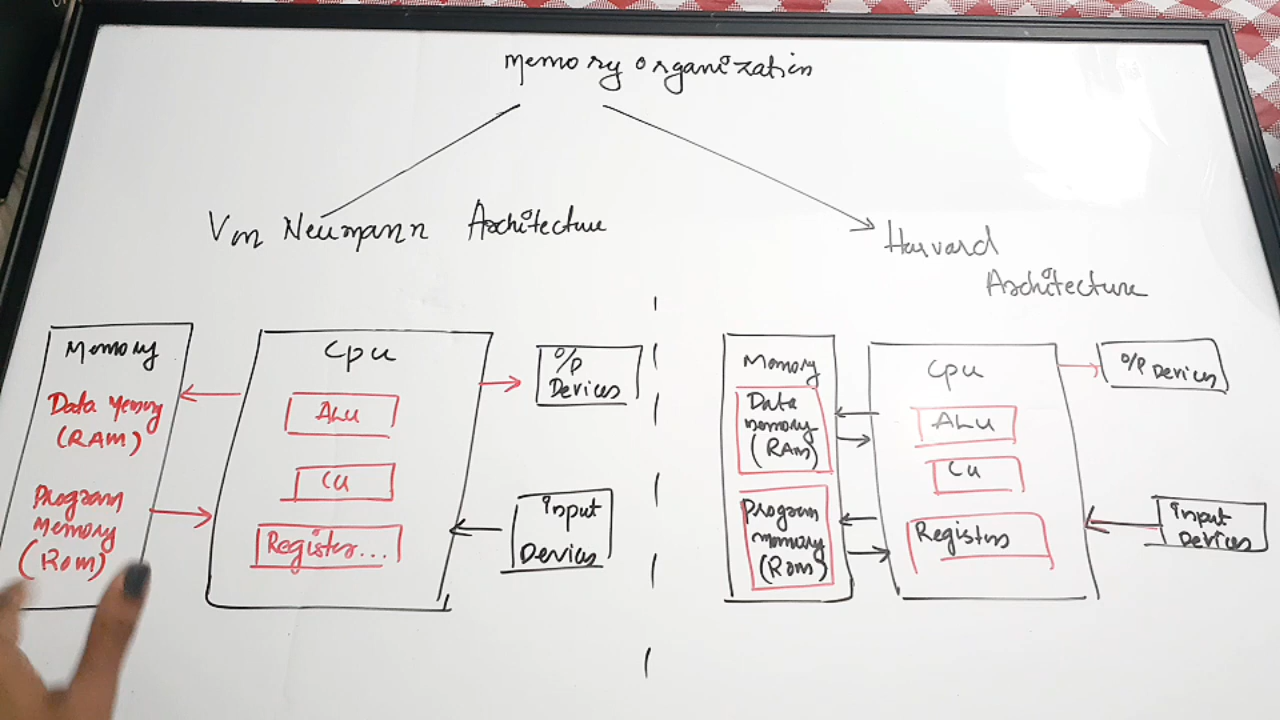 Memory organization
Von Neumann Architecture
Harvard
Architecture
Memory
Data Memory
(RAM)
Program
Memory
(Rom)
Cpu
ALU
CU
Register...
O/P
Devices
Input
Devices
Memory
Data
memory
(RAM)
Program
memory
(Rom)
Cpu
ALU
CU
Registers
O/P Devices
Input
Devices